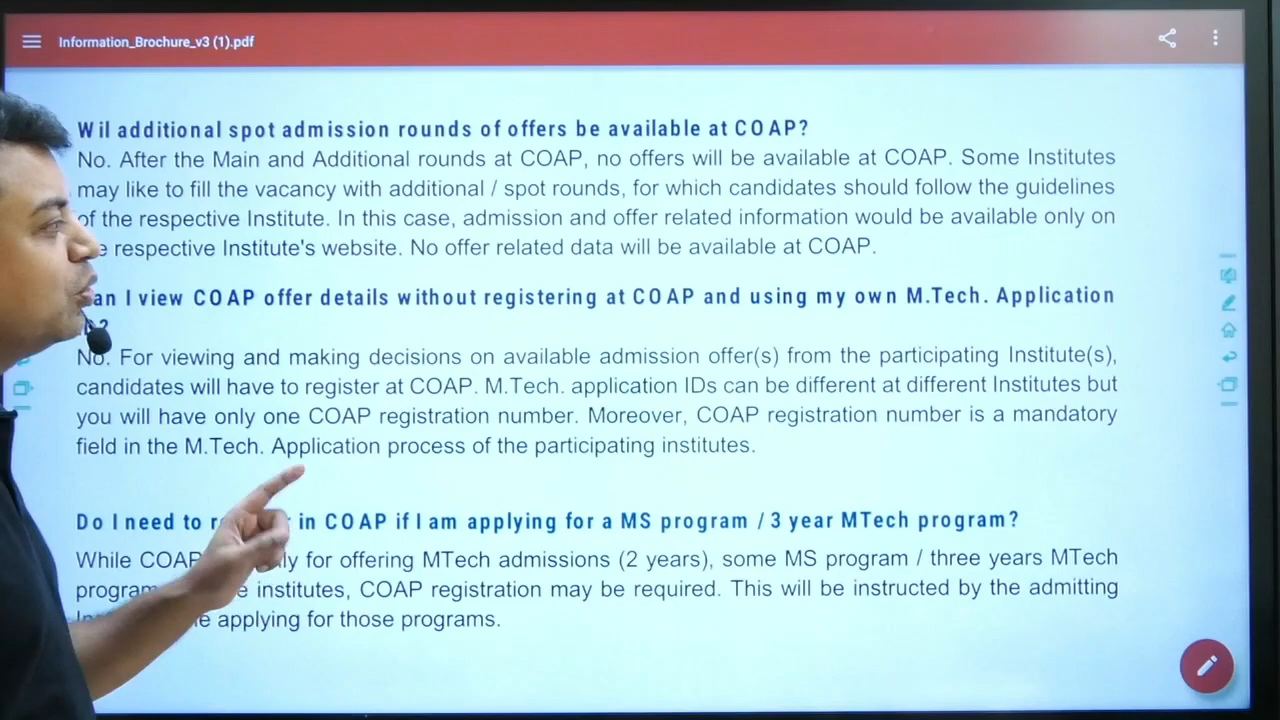 Information_Brochure_v3 (1).pdf
Wil additional spot admission rounds of offers be available at COAP?
No. After the Main and Additional rounds at COAP, no offers will be available at COAP. Some Institutes
may like to fill the vacancy with additional / spot rounds, for which candidates should follow the guidelines
of the respective Institute. In this case, admission and offer related information would be available only on
respective Institute's website. No offer related data will be available at COAP.
an I view COAP offer details without registering at COAP and using my own M.Tech. Application
No. For viewing and making decisions on available admission offer(s) from the participating Institute(s),
candidates will have to register at COAP. M.Tech. application IDs can be different at different Institutes but
you will have only one COAP registration number. Moreover, COAP registration number is a mandatory
field in the M.Tech. Application process of the participating institutes.
Do I need to in COAP if I am applying for a MS program / 3 year MTech program?
While COAP for offering MTech admissions (2 years), some MS program / three years MTech
institutes, COAP registration may be required. This will be instructed by the admitting
applying for those programs.